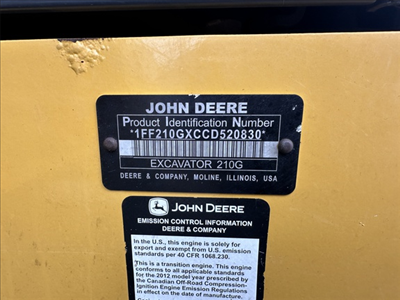 JOHN DEERE
Product Identification Number
*1FF210GXCCD520830*
EXCAVATOR 210G
DEERE & COMPANY, MOLINE, ILLINOIS, USA
JOHN DEERE
EMISSION CONTROL INFORMATION
DEERE & COMPANY
In the U.S., this engine is solely for
export and exempt from U.S. emission
standards per 40 CFR 1068.230.
This is a transition engine. This engine
conforms to all applicable standards
for the 2012 model year prescribed by
the Canadian Off-Road Compression-
Ignition Engine Emission Regulations
in effect on the date of manufacture.